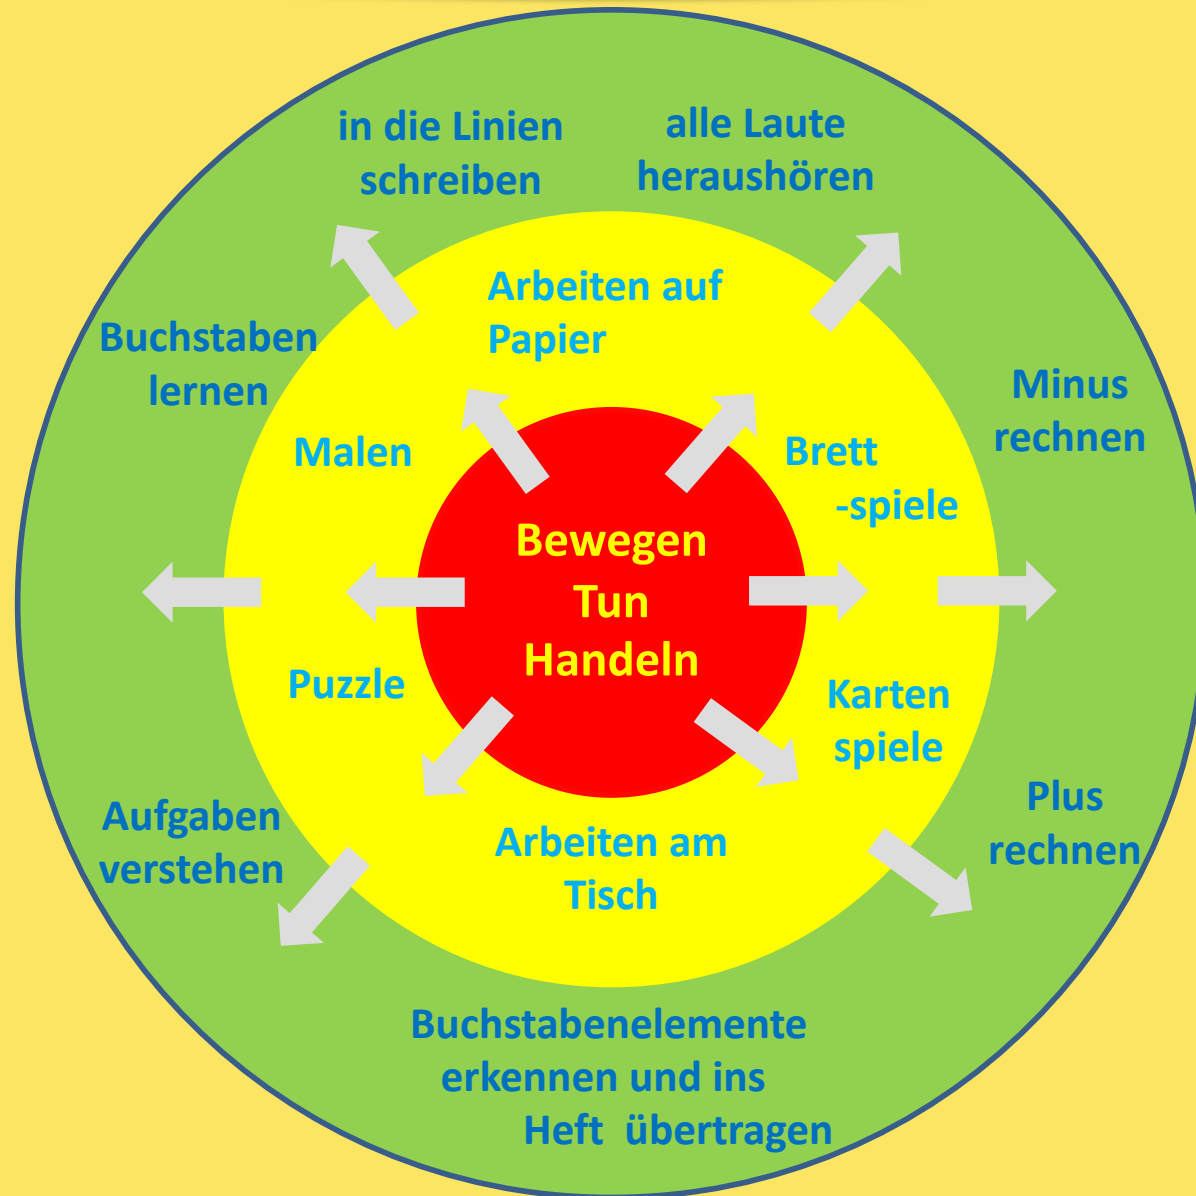 in die Linien
schreiben
alle Laute
heraushören
Arbeiten auf
Papier
Buchstaben
lernen
Minus
rechnen
Malen
Brett
-spiele
Bewegen
Tun
Handeln
Puzzle
Karten
spiele
Aufgaben
verstehen
Arbeiten am
Tisch
Plus
rechnen
Buchstabenelemente
erkennen und ins
Heft übertragen